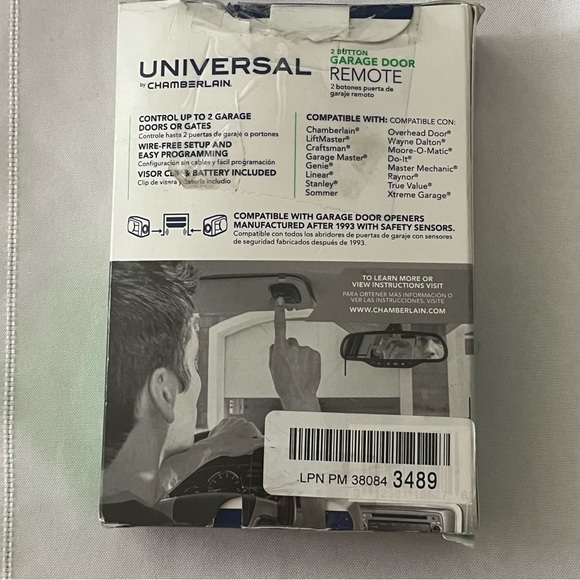 UNIVERSAL
by CHAMBERLAIN.
2 BUTTON
GARAGE DOOR
REMOTE
2 botones puerta de
garaje remoto
CONTROL UP TO 2 GARAGE
DOORS OR GATES
Controle hasta 2 puertas de garaje o portones
WIRE-FREE SETUP AND
EASY PROGRAMMING
Configuración sin cables y fácil programación
VISOR CLIP & BATTERY INCLUDED
Clip de visera y batería incluido
COMPATIBLE WITH: COMPATIBLE CON:
Chamberlain®
LiftMaster®
Craftsman®
Garage Master®
Genie®
Linear®
Stanley®
Sommer
Overhead Door®
Wayne Dalton®
Moore-O-Matic®
Do-It®
Master Mechanic®
Raynor®
True Value®
Xtreme Garage®
COMPATIBLE WITH GARAGE DOOR OPENERS
MANUFACTURED AFTER 1993 WITH SAFETY SENSORS.
Compatible con todos los abridores de puertas de garaje con sensores
de seguridad fabricados después de 1993.
TO LEARN MORE OR
VIEW INSTRUCTIONS VISIT
PARA OBTENER MÁS INFORMACIÓN O
VER LAS INSTRUCCIONES, VISITE
WWW.CHAMBERLAIN.COM
LPN PM 38084 3489